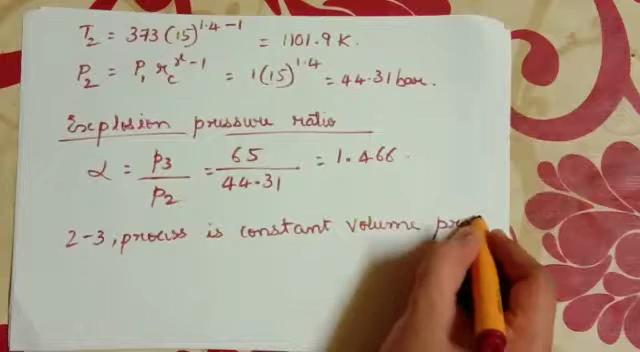 T₂ = 373(15)^1.4-1 = 1101.9 K.
P₂ = P₁ r_c^γ-1 = 1(15)^1.4 = 44.31 bar.
Explosion pressure ratio
α = P₃/P₂ = 65/44.31 = 1.466.
2-3, process is constant volume